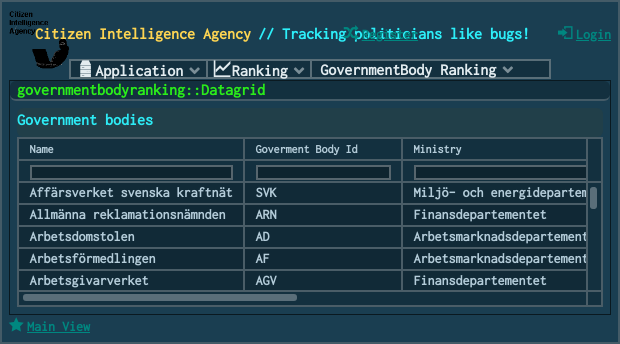 Citizen
Intelligence
Agency
Citizen Intelligence Agency // Tracking politicians like bugs!
Register
Login
Application
Ranking
GovernmentBody Ranking
governmentbodyranking::Datagrid
Government bodies
Name Goverment Body Id Ministry
Affärsverket svenska kraftnät SVK Miljö- och energidepartem
Allmänna reklamationsnämnden ARN Finansdepartementet
Arbetsdomstolen AD Arbetsmarknadsdepartement
Arbetsförmedlingen AF Arbetsmarknadsdepartement
Arbetsgivarverket AGV Finansdepartementet
Main View